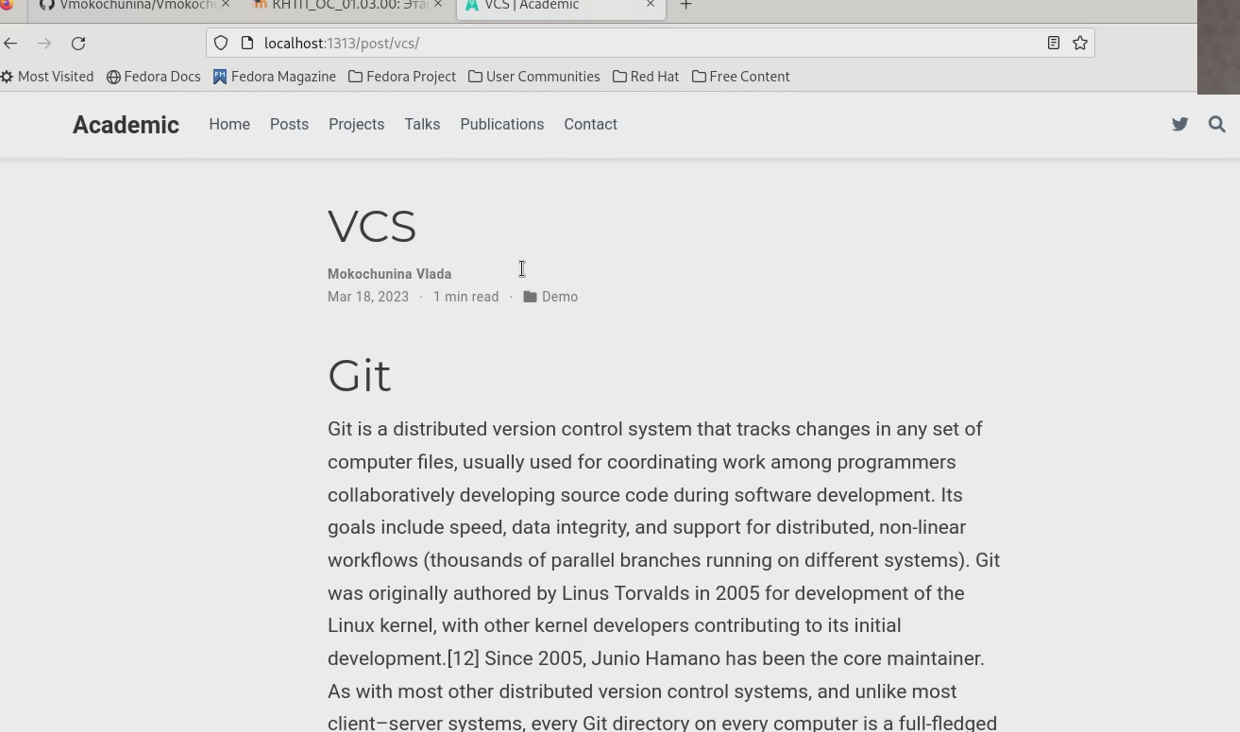 Vmokochunina/Vmokoch
КНТІП_ОС_01.03.00: Этап
VCS | Academic
localhost:1313/post/vcs/
Most Visited Fedora Docs Fedora Magazine Fedora Project User Communities Red Hat Free Content
Academic Home Posts Projects Talks Publications Contact
VCS
Mokochunina Vlada
Mar 18, 2023 · 1 min read · Demo
Git
Git is a distributed version control system that tracks changes in any set of
computer files, usually used for coordinating work among programmers
collaboratively developing source code during software development. Its
goals include speed, data integrity, and support for distributed, non-linear
workflows (thousands of parallel branches running on different systems). Git
was originally authored by Linus Torvalds in 2005 for development of the
Linux kernel, with other kernel developers contributing to its initial
development.[12] Since 2005, Junio Hamano has been the core maintainer.
As with most other distributed version control systems, and unlike most
client–server systems, every Git directory on every computer is a full-fledged